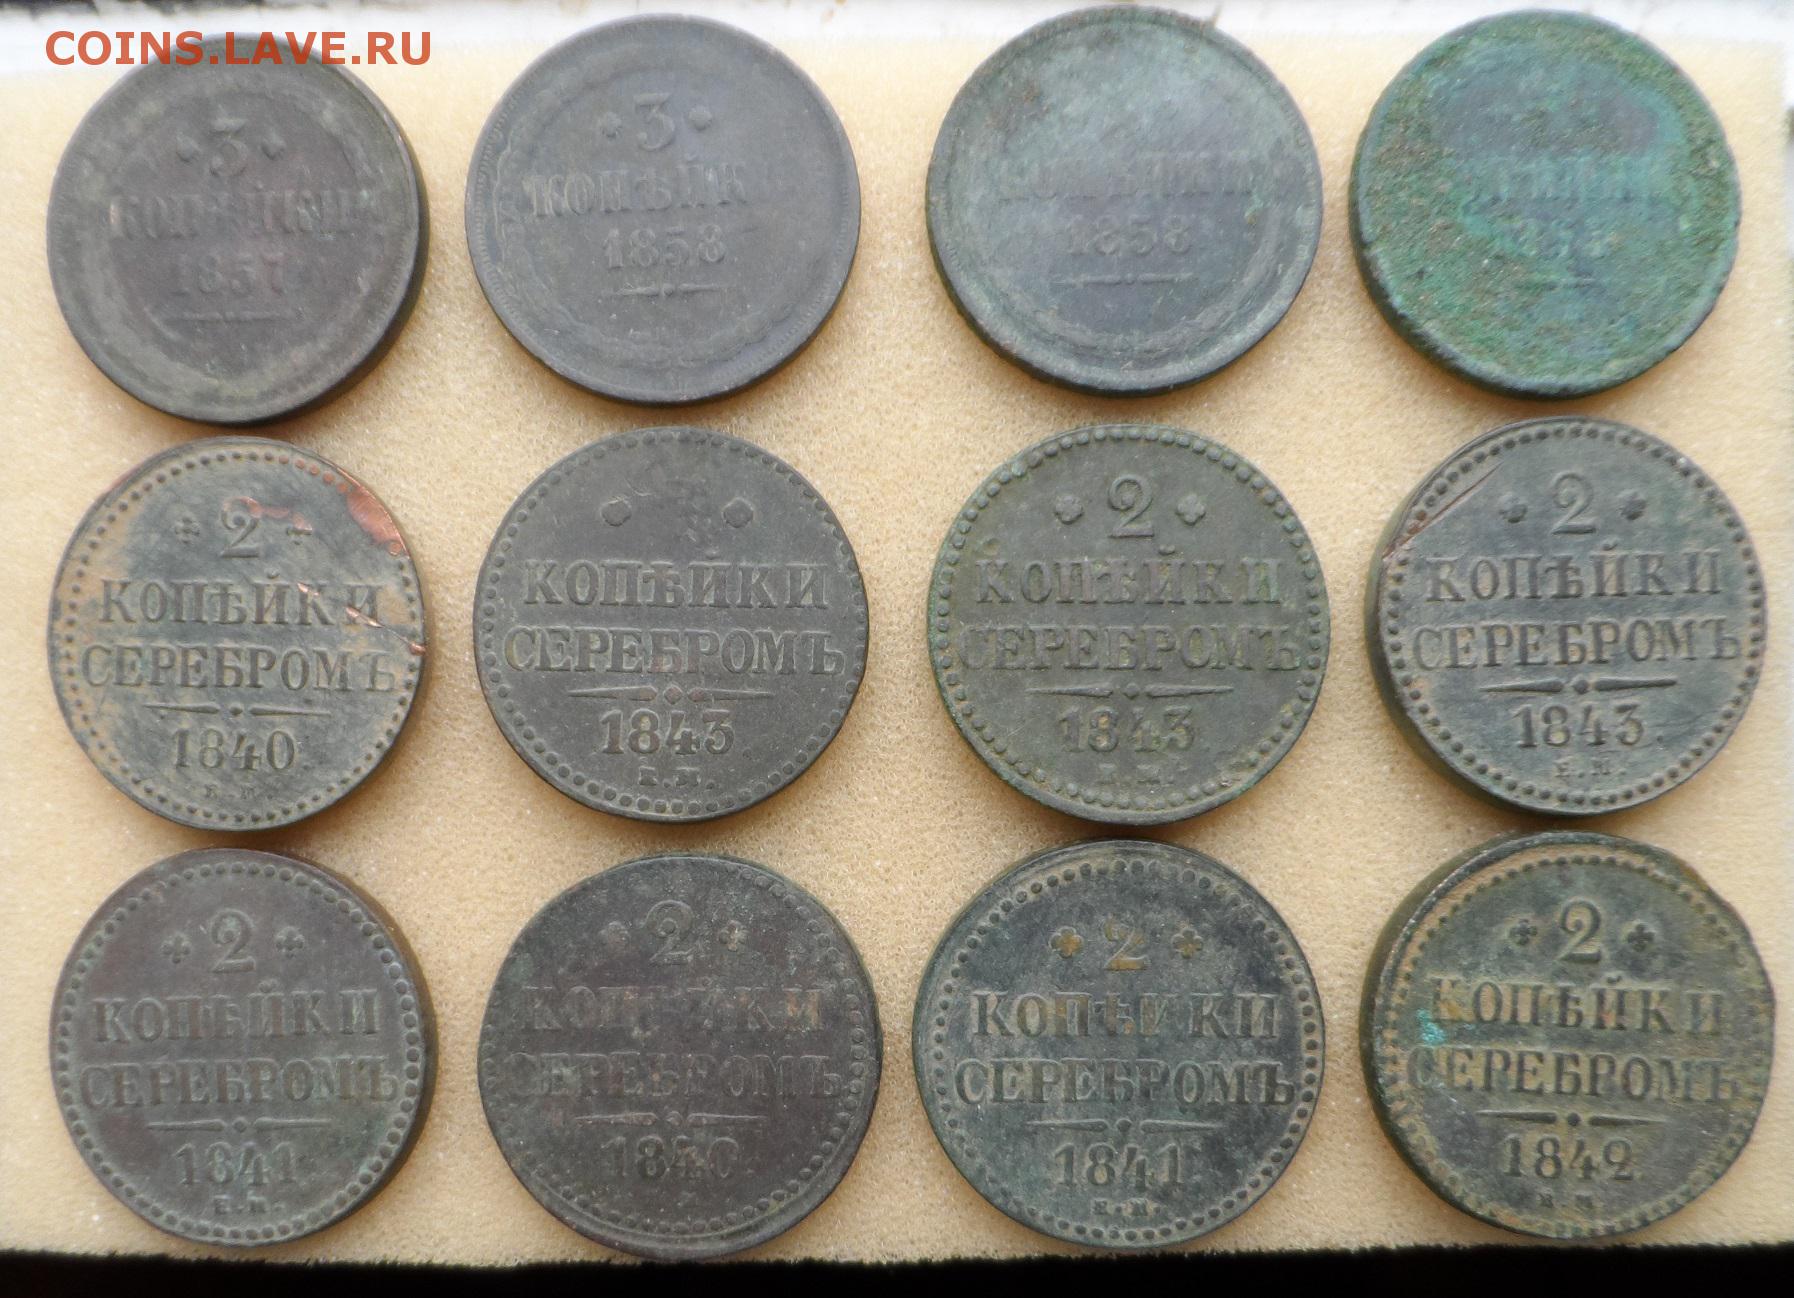 COINS.LAVE.RU
· 3 ·
КОПѢЙКИ
1857
· 3 ·
КОПѢЙКИ
1858
КОПѢЙКИ
1858
· 2 ·
КОПѢЙКИ
СЕРЕБРОМЪ
1840
Е.М.
КОПѢЙКИ
СЕРЕБРОМЪ
1843.
Е.М.
· 2 ·
КОПѢЙКИ
СЕРЕБРОМЪ
1843.
Е.М.
· 2 ·
КОПѢЙКИ
СЕРЕБРОМЪ
1843.
Е.М.
· 2 ·
КОПѢЙКИ
СЕРЕБРОМЪ
1841
Е.М.
· 2 ·
КОПѢЙКИ
СЕРЕБРОМЪ
1840
· 2 ·
КОПѢЙКИ
СЕРЕБРОМЪ
1841
Е.М.
· 2 ·
КОПѢЙКИ
СЕРЕБРОМЪ
1842
Е.М.